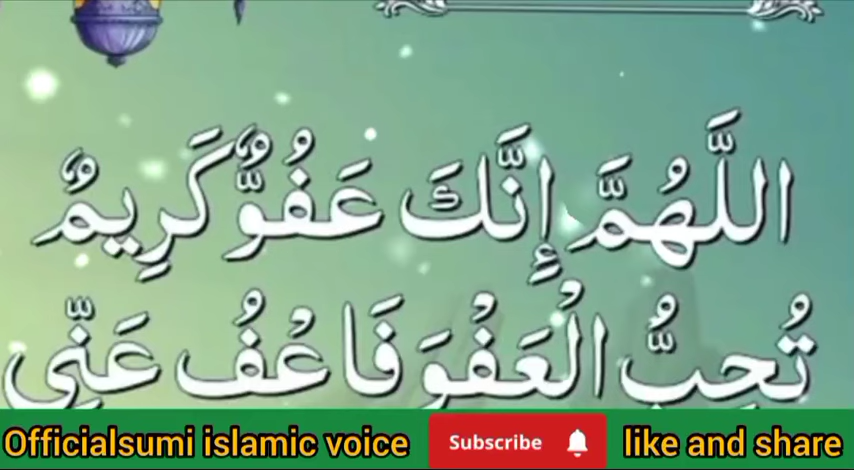 اللَّهُمَّ إِنَّكَ عَفُوٌّ كَرِيمٌ
تُحِبُّ الْعَفْوَ فَاعْفُ عَنِّي
Officialsumi islamic voice Subscribe like and share